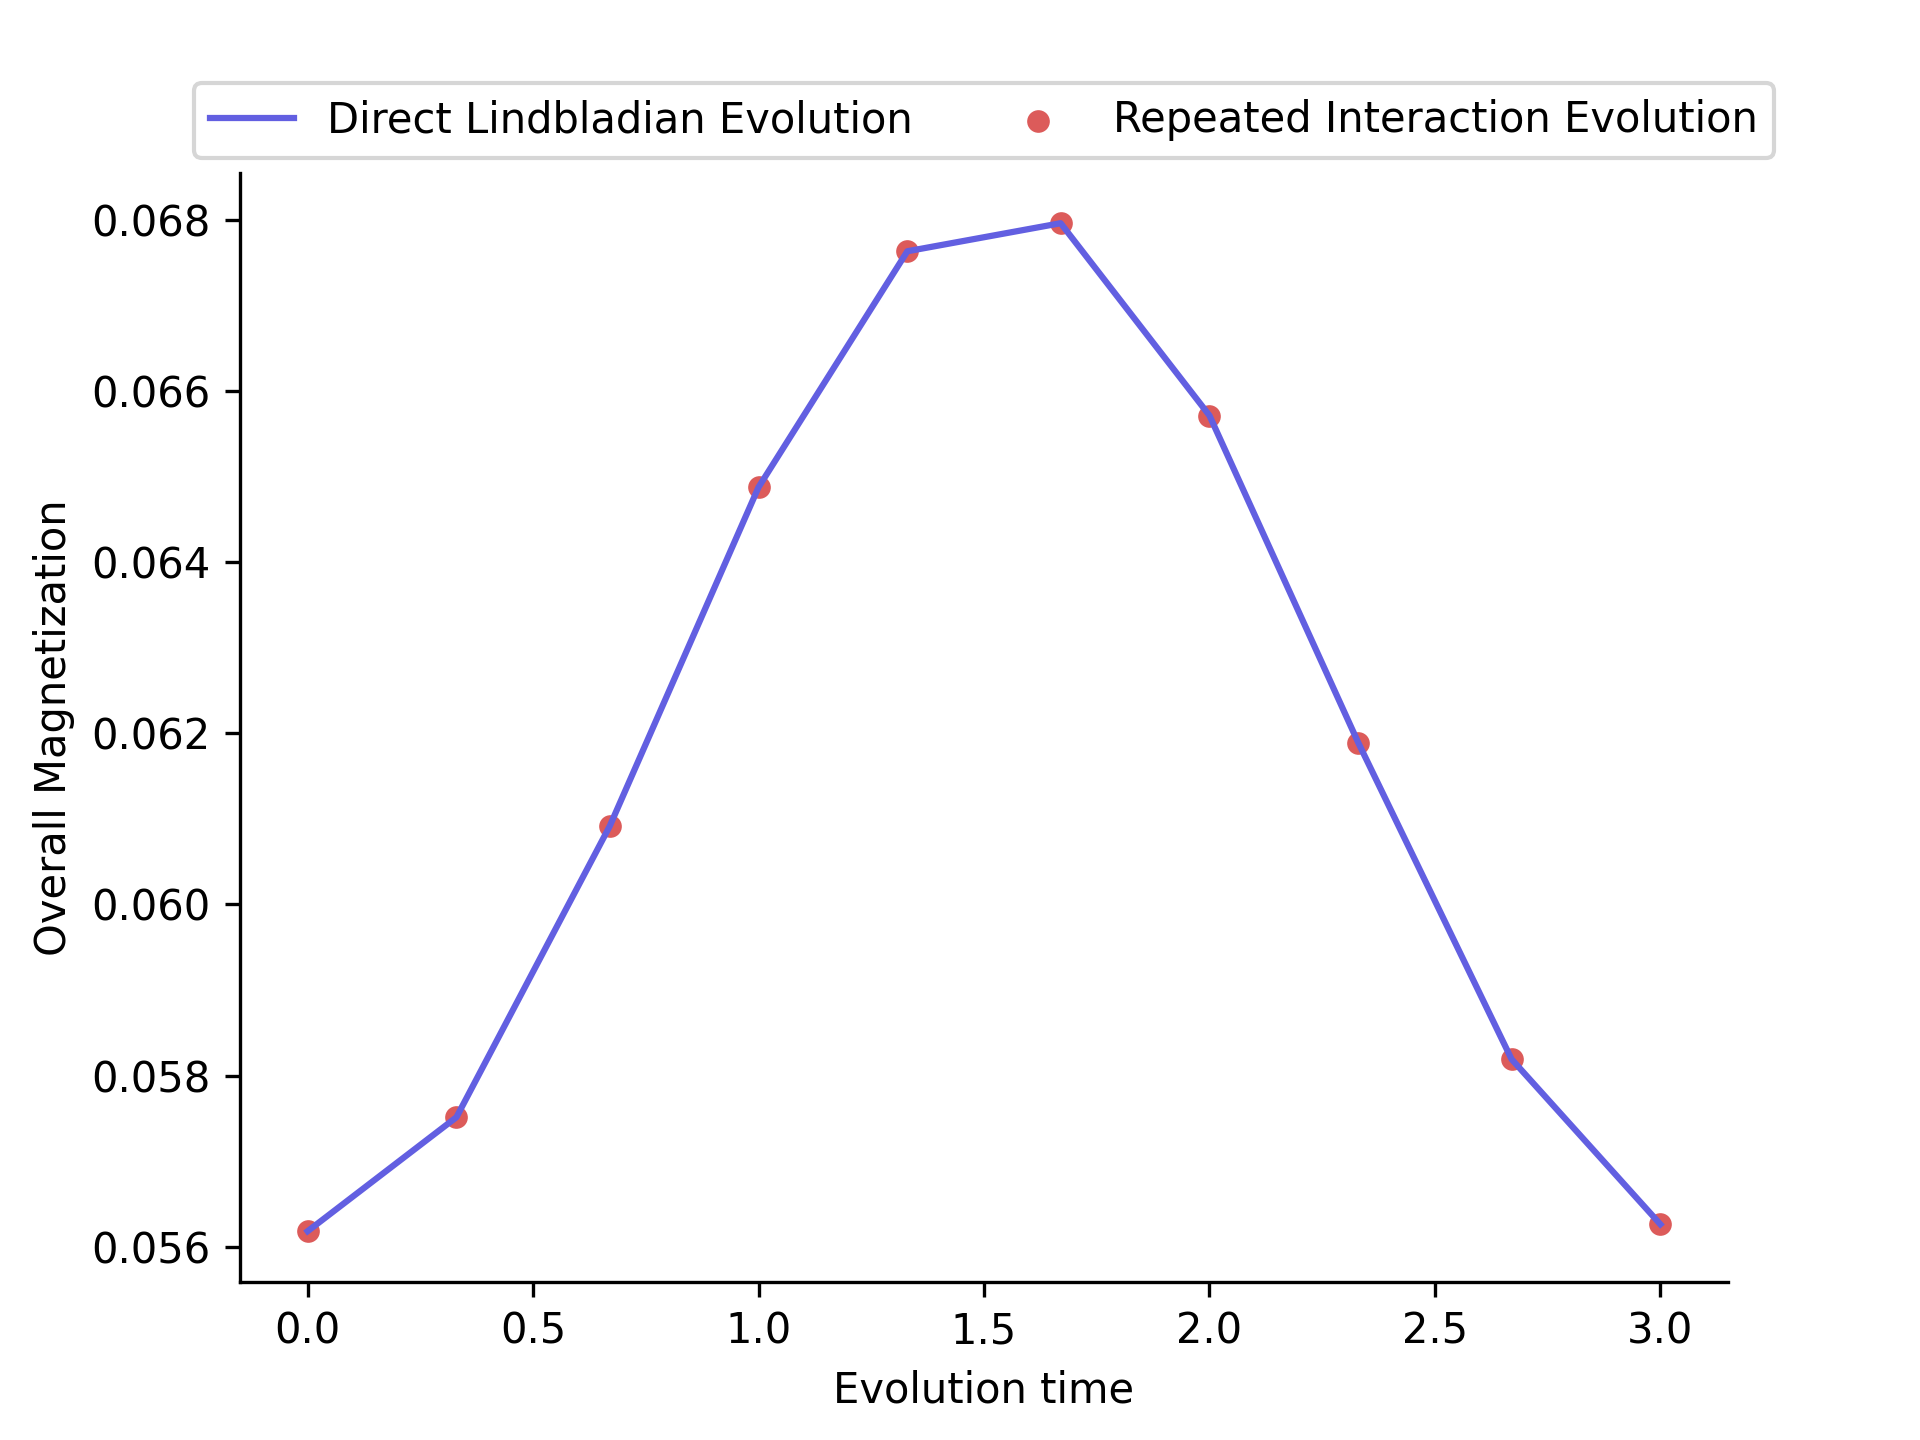 Direct Lindbladian Evolution
Repeated Interaction Evolution
0.068
0.066
0.064
0.062
0.060
0.058
0.056
Overall Magnetization
0.0 0.5 1.0 1.5 2.0 2.5 3.0
Evolution time